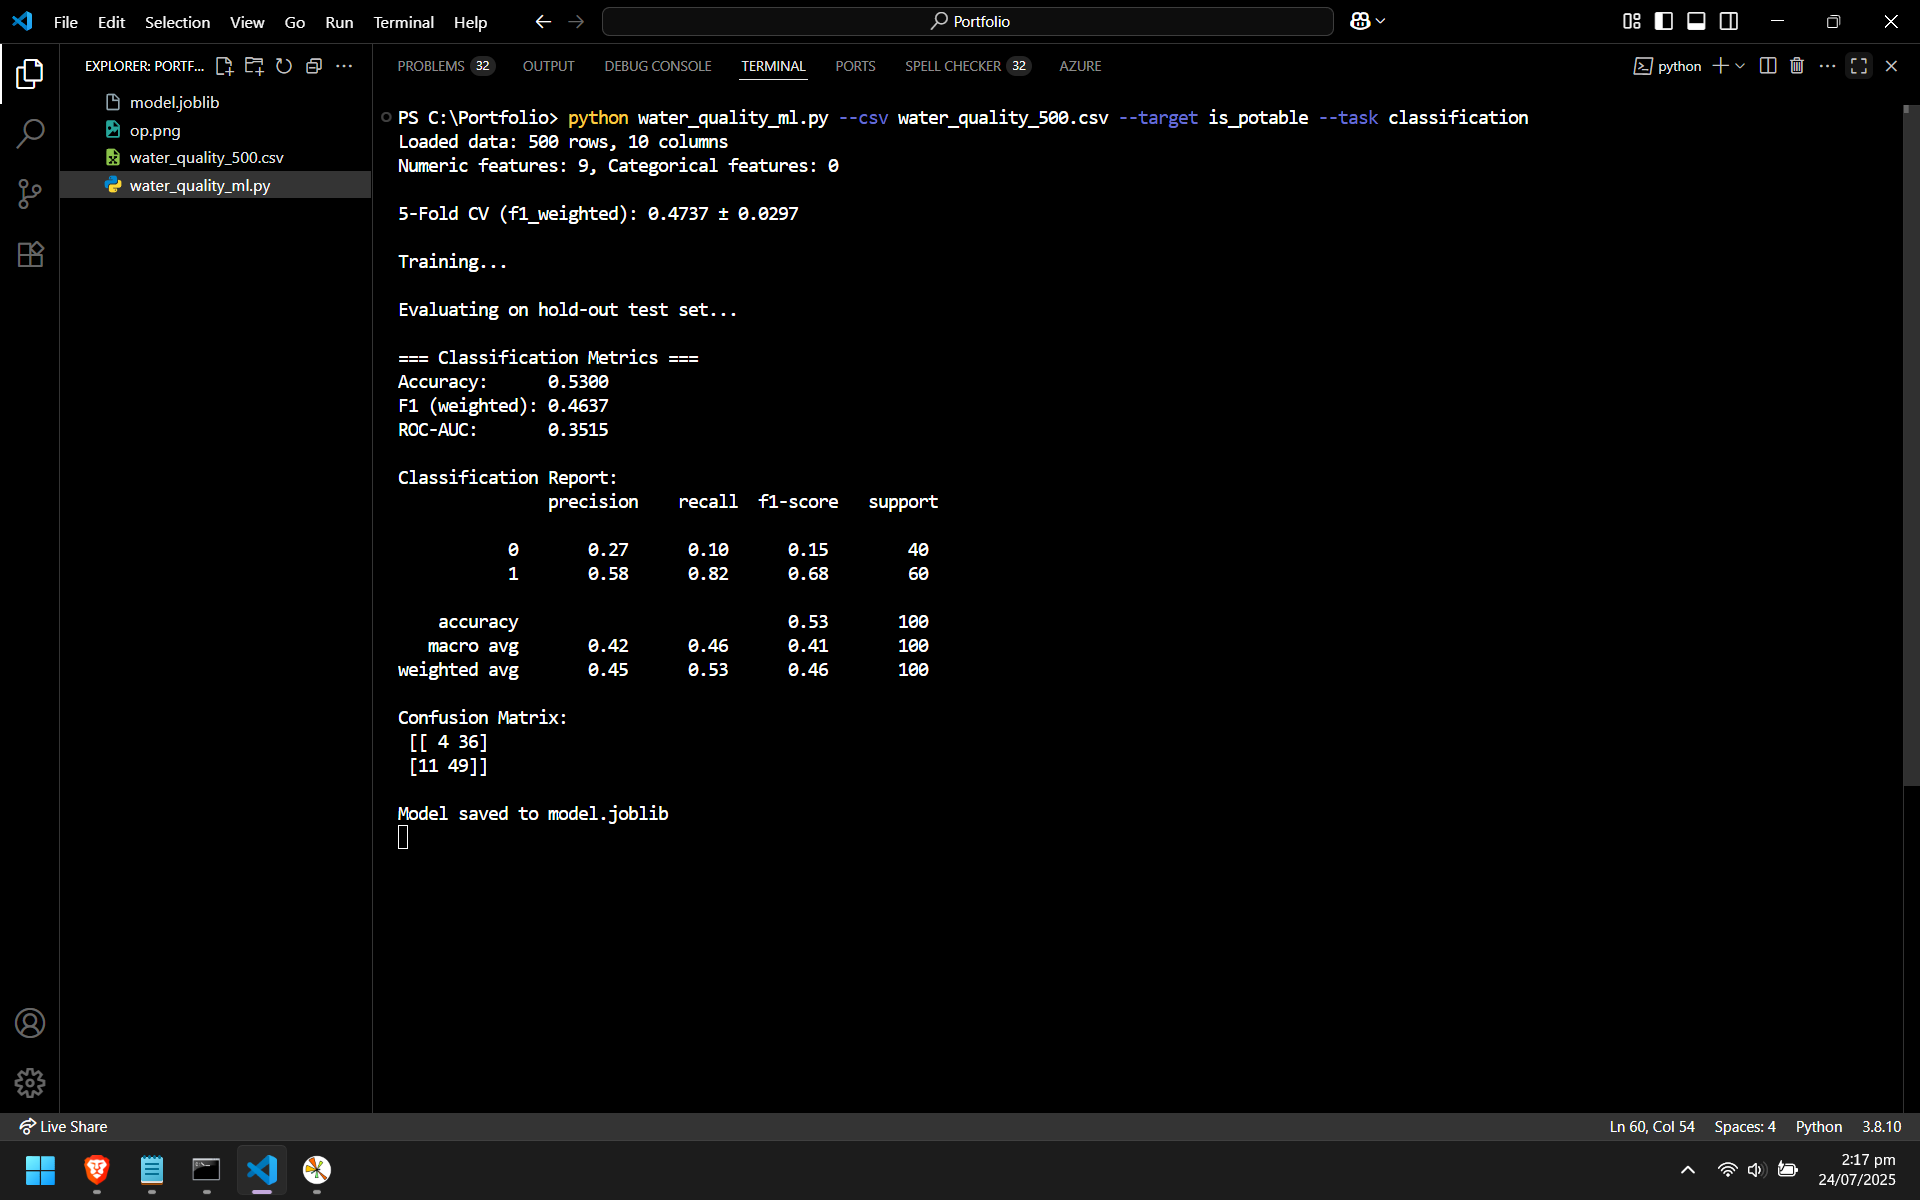 File Edit Selection View Go Run Terminal Help
Portfolio
EXPLORER: PORTF...
model.joblib
op.png
water_quality_500.csv
water_quality_ml.py
PROBLEMS 32 OUTPUT DEBUG CONSOLE TERMINAL PORTS SPELL CHECKER 32 AZURE
python
PS C:\Portfolio> python water_quality_ml.py --csv water_quality_500.csv --target is_potable --task classification
Loaded data: 500 rows, 10 columns
Numeric features: 9, Categorical features: 0
5-Fold CV (f1_weighted): 0.4737 ± 0.0297
Training...
Evaluating on hold-out test set...
=== Classification Metrics ===
Accuracy: 0.5300
F1 (weighted): 0.4637
ROC-AUC: 0.3515
Classification Report:
precision recall f1-score support
0 0.27 0.10 0.15 40
1 0.58 0.82 0.68 60
accuracy 0.53 100
macro avg 0.42 0.46 0.41 100
weighted avg 0.45 0.53 0.46 100
Confusion Matrix:
[[ 4 36]
[11 49]]
Model saved to model.joblib
Live Share
Ln 60, Col 54 Spaces: 4 Python 3.8.10
2:17 pm
24/07/2025